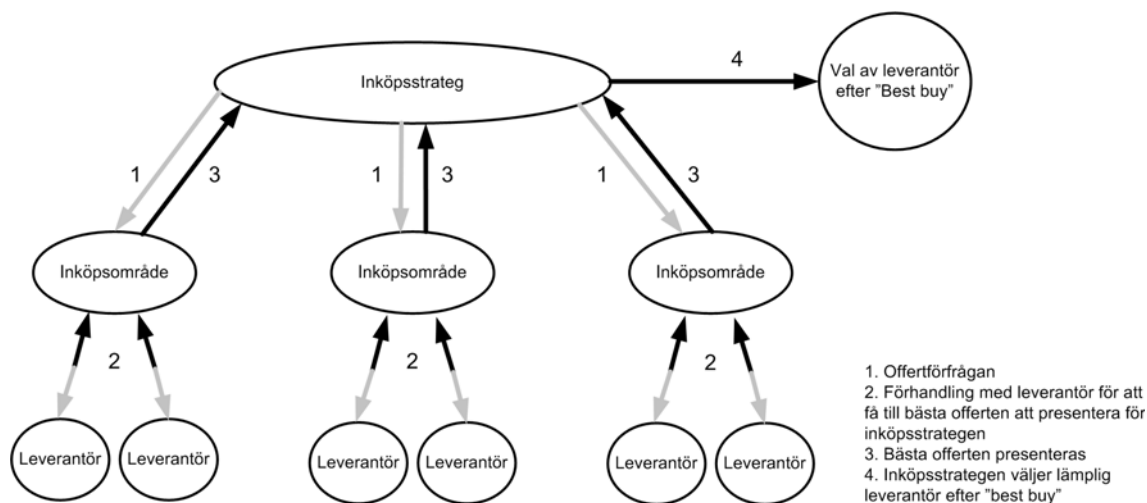 4
Inköpsstrateg
Val av leverantör
efter "Best buy"
1
3
1
3
1
3
Inköpsområde
Inköpsområde
Inköpsområde
2
2
2
Leverantör
Leverantör
Leverantör
Leverantör
Leverantör
Leverantör
1. Offertförfrågan
2. Förhandling med leverantör för att
få till bästa offerten att presentera för
inköpsstrategen
3. Bästa offerten presenteras
4. Inköpsstrategen väljer lämplig
leverantör efter "best buy"